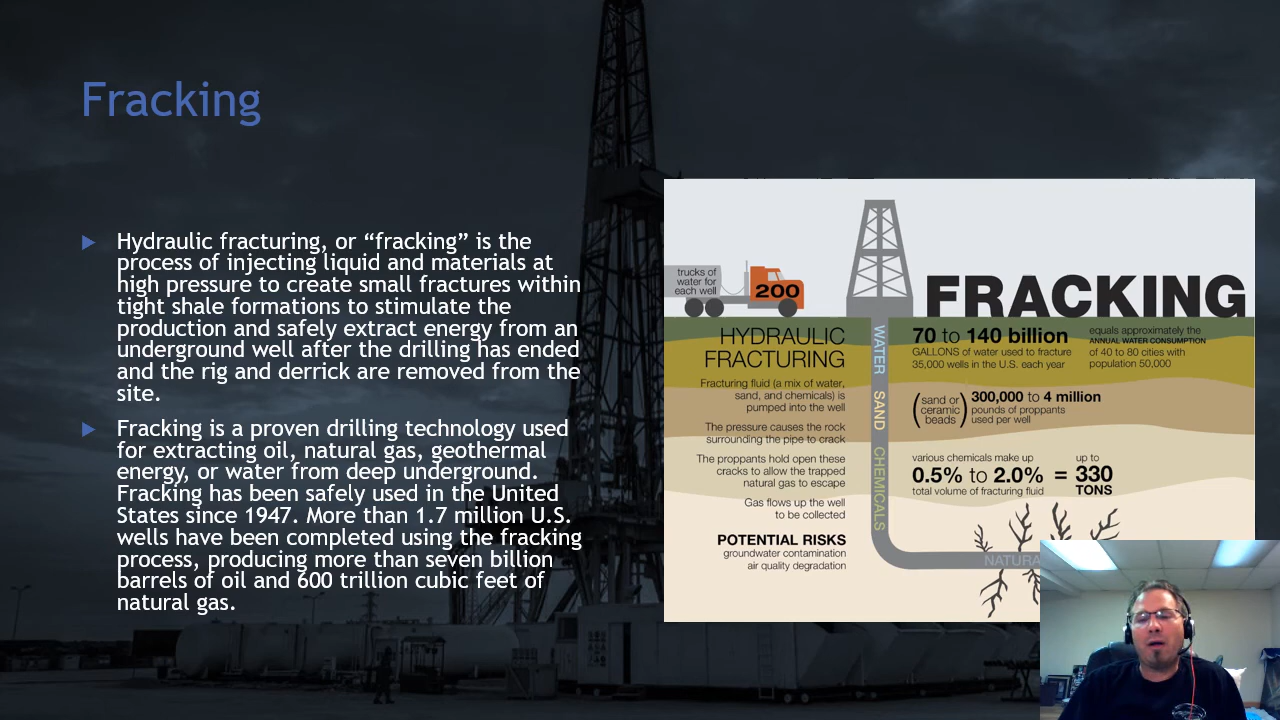 Fracking
Hydraulic fracturing, or “fracking” is the
process of injecting liquid and materials at
high pressure to create small fractures within
tight shale formations to stimulate the
production and safely extract energy from an
underground well after the drilling has ended
and the rig and derrick are removed from the
site.
Fracking is a proven drilling technology used
for extracting oil, natural gas, geothermal
energy, or water from deep underground.
Fracking has been safely used in the United
States since 1947. More than 1.7 million U.S.
wells have been completed using the fracking
process, producing more than seven billion
barrels of oil and 600 trillion cubic feet of
natural gas.
trucks of
water for
each well
200
FRACKING
HYDRAULIC
FRACTURING
Fracturing fluid (a mix of water,
sand, and chemicals) is
pumped into the well
The pressure causes the rock
surrounding the pipe to crack
The proppants hold open these
cracks to allow the trapped
natural gas to escape
Gas flows up the well
to be collected
POTENTIAL RISKS
groundwater contamination
air quality degradation
WATER SAND CHEMICALS
70 to 140 billion
GALLONS of water used to fracture
35,000 wells in the U.S. each year
equals approximately the
ANNUAL WATER CONSUMPTION
of 40 to 80 cities with
population 50,000
(sand or
ceramic
beads)
300,000 to 4 million
pounds of proppants
used per well
various chemicals make up
0.5% to 2.0%
total volume of fracturing fluid
=
up to
330
TONS
NATURA